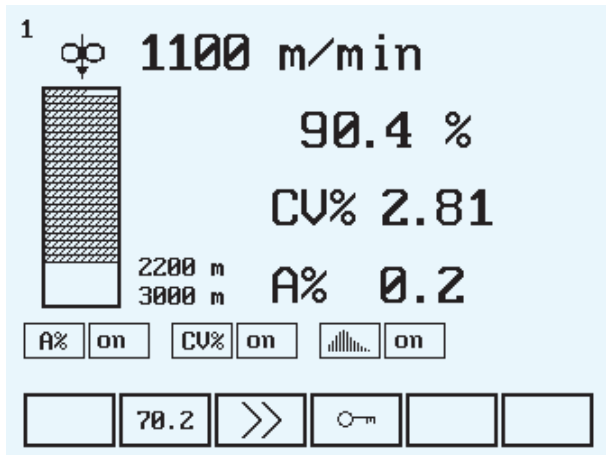 1
1100 m/min
90.4 %
CV% 2.81
2200 m
3000 m
A% 0.2
A% on CV% on on
70.2 >>